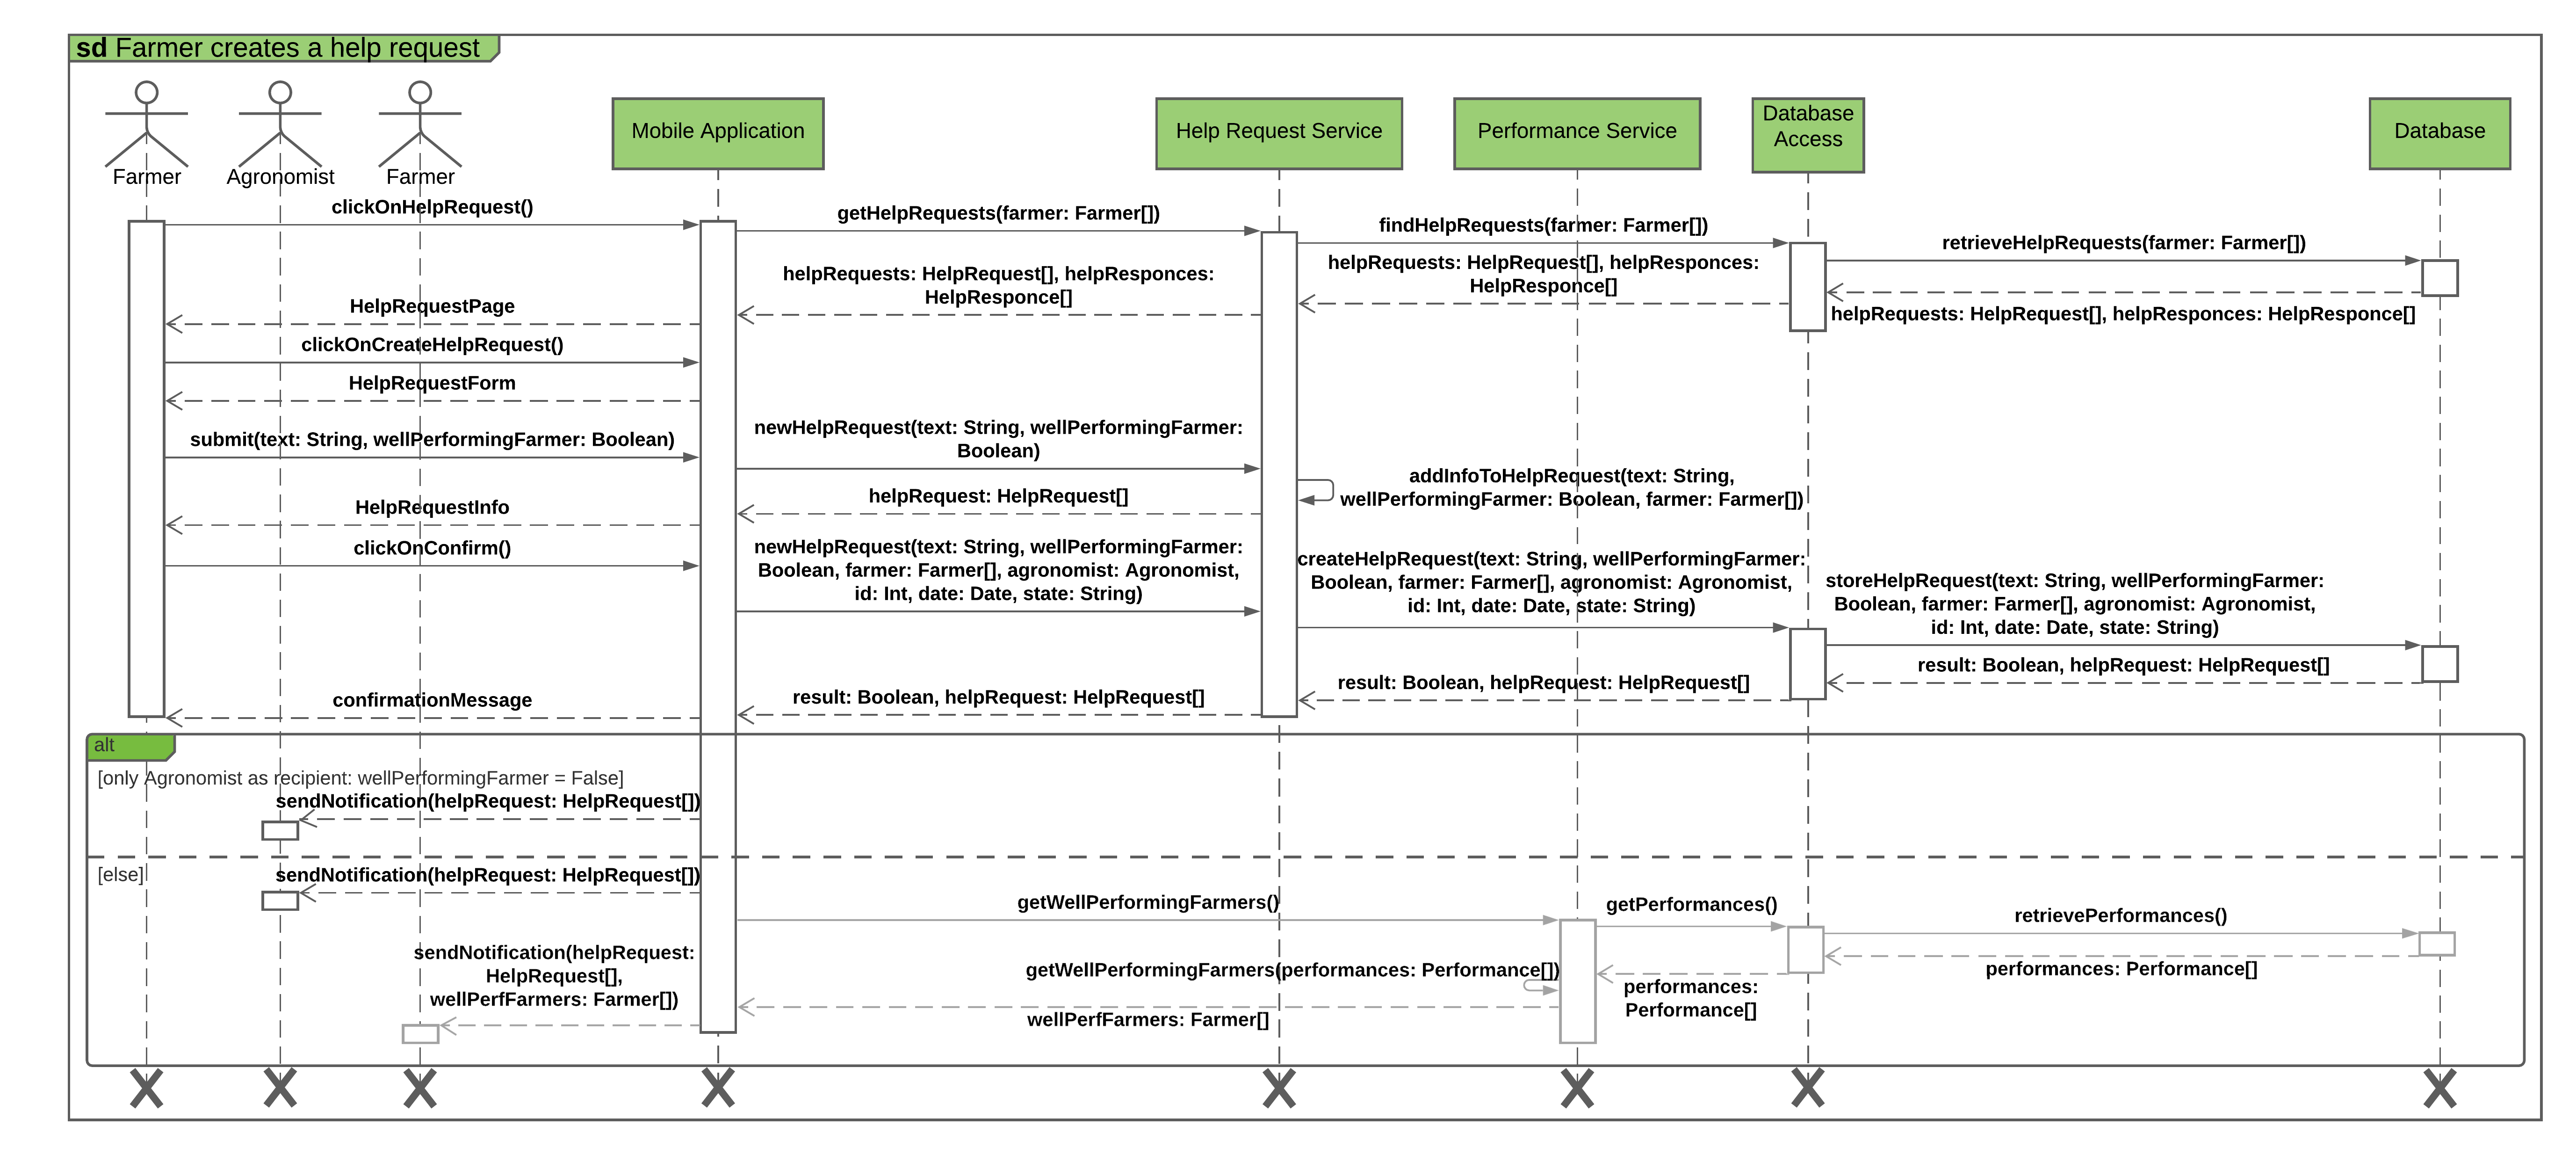 sd Farmer creates a help request
Farmer
Agronomist
Farmer
Mobile Application
Help Request Service
Performance Service
Database
Access
Database
clickOnHelpRequest()
getHelpRequests(farmer: Farmer[])
findHelpRequests(farmer: Farmer[])
retrieveHelpRequests(farmer: Farmer[])
helpRequests: HelpRequest[], helpResponces: HelpResponce[]
helpRequests: HelpRequest[], helpResponces:
HelpResponce[]
helpRequests: HelpRequest[], helpResponces:
HelpResponce[]
HelpRequestPage
clickOnCreateHelpRequest()
HelpRequestForm
submit(text: String, wellPerformingFarmer: Boolean)
newHelpRequest(text: String, wellPerformingFarmer:
Boolean)
addInfoToHelpRequest(text: String,
wellPerformingFarmer: Boolean, farmer: Farmer[])
helpRequest: HelpRequest[]
HelpRequestInfo
clickOnConfirm()
newHelpRequest(text: String, wellPerformingFarmer:
Boolean, farmer: Farmer[], agronomist: Agronomist,
id: Int, date: Date, state: String)
createHelpRequest(text: String, wellPerformingFarmer:
Boolean, farmer: Farmer[], agronomist: Agronomist,
id: Int, date: Date, state: String)
storeHelpRequest(text: String, wellPerformingFarmer:
Boolean, farmer: Farmer[], agronomist: Agronomist,
id: Int, date: Date, state: String)
result: Boolean, helpRequest: HelpRequest[]
result: Boolean, helpRequest: HelpRequest[]
result: Boolean, helpRequest: HelpRequest[]
confirmationMessage
alt
[only Agronomist as recipient: wellPerformingFarmer = False]
sendNotification(helpRequest: HelpRequest[])
[else]
sendNotification(helpRequest: HelpRequest[])
getWellPerformingFarmers()
getPerformances()
retrievePerformances()
performances: Performance[]
performances:
Performance[]
getWellPerformingFarmers(performances: Performance[])
wellPerfFarmers: Farmer[]
sendNotification(helpRequest:
HelpRequest[],
wellPerfFarmers: Farmer[])